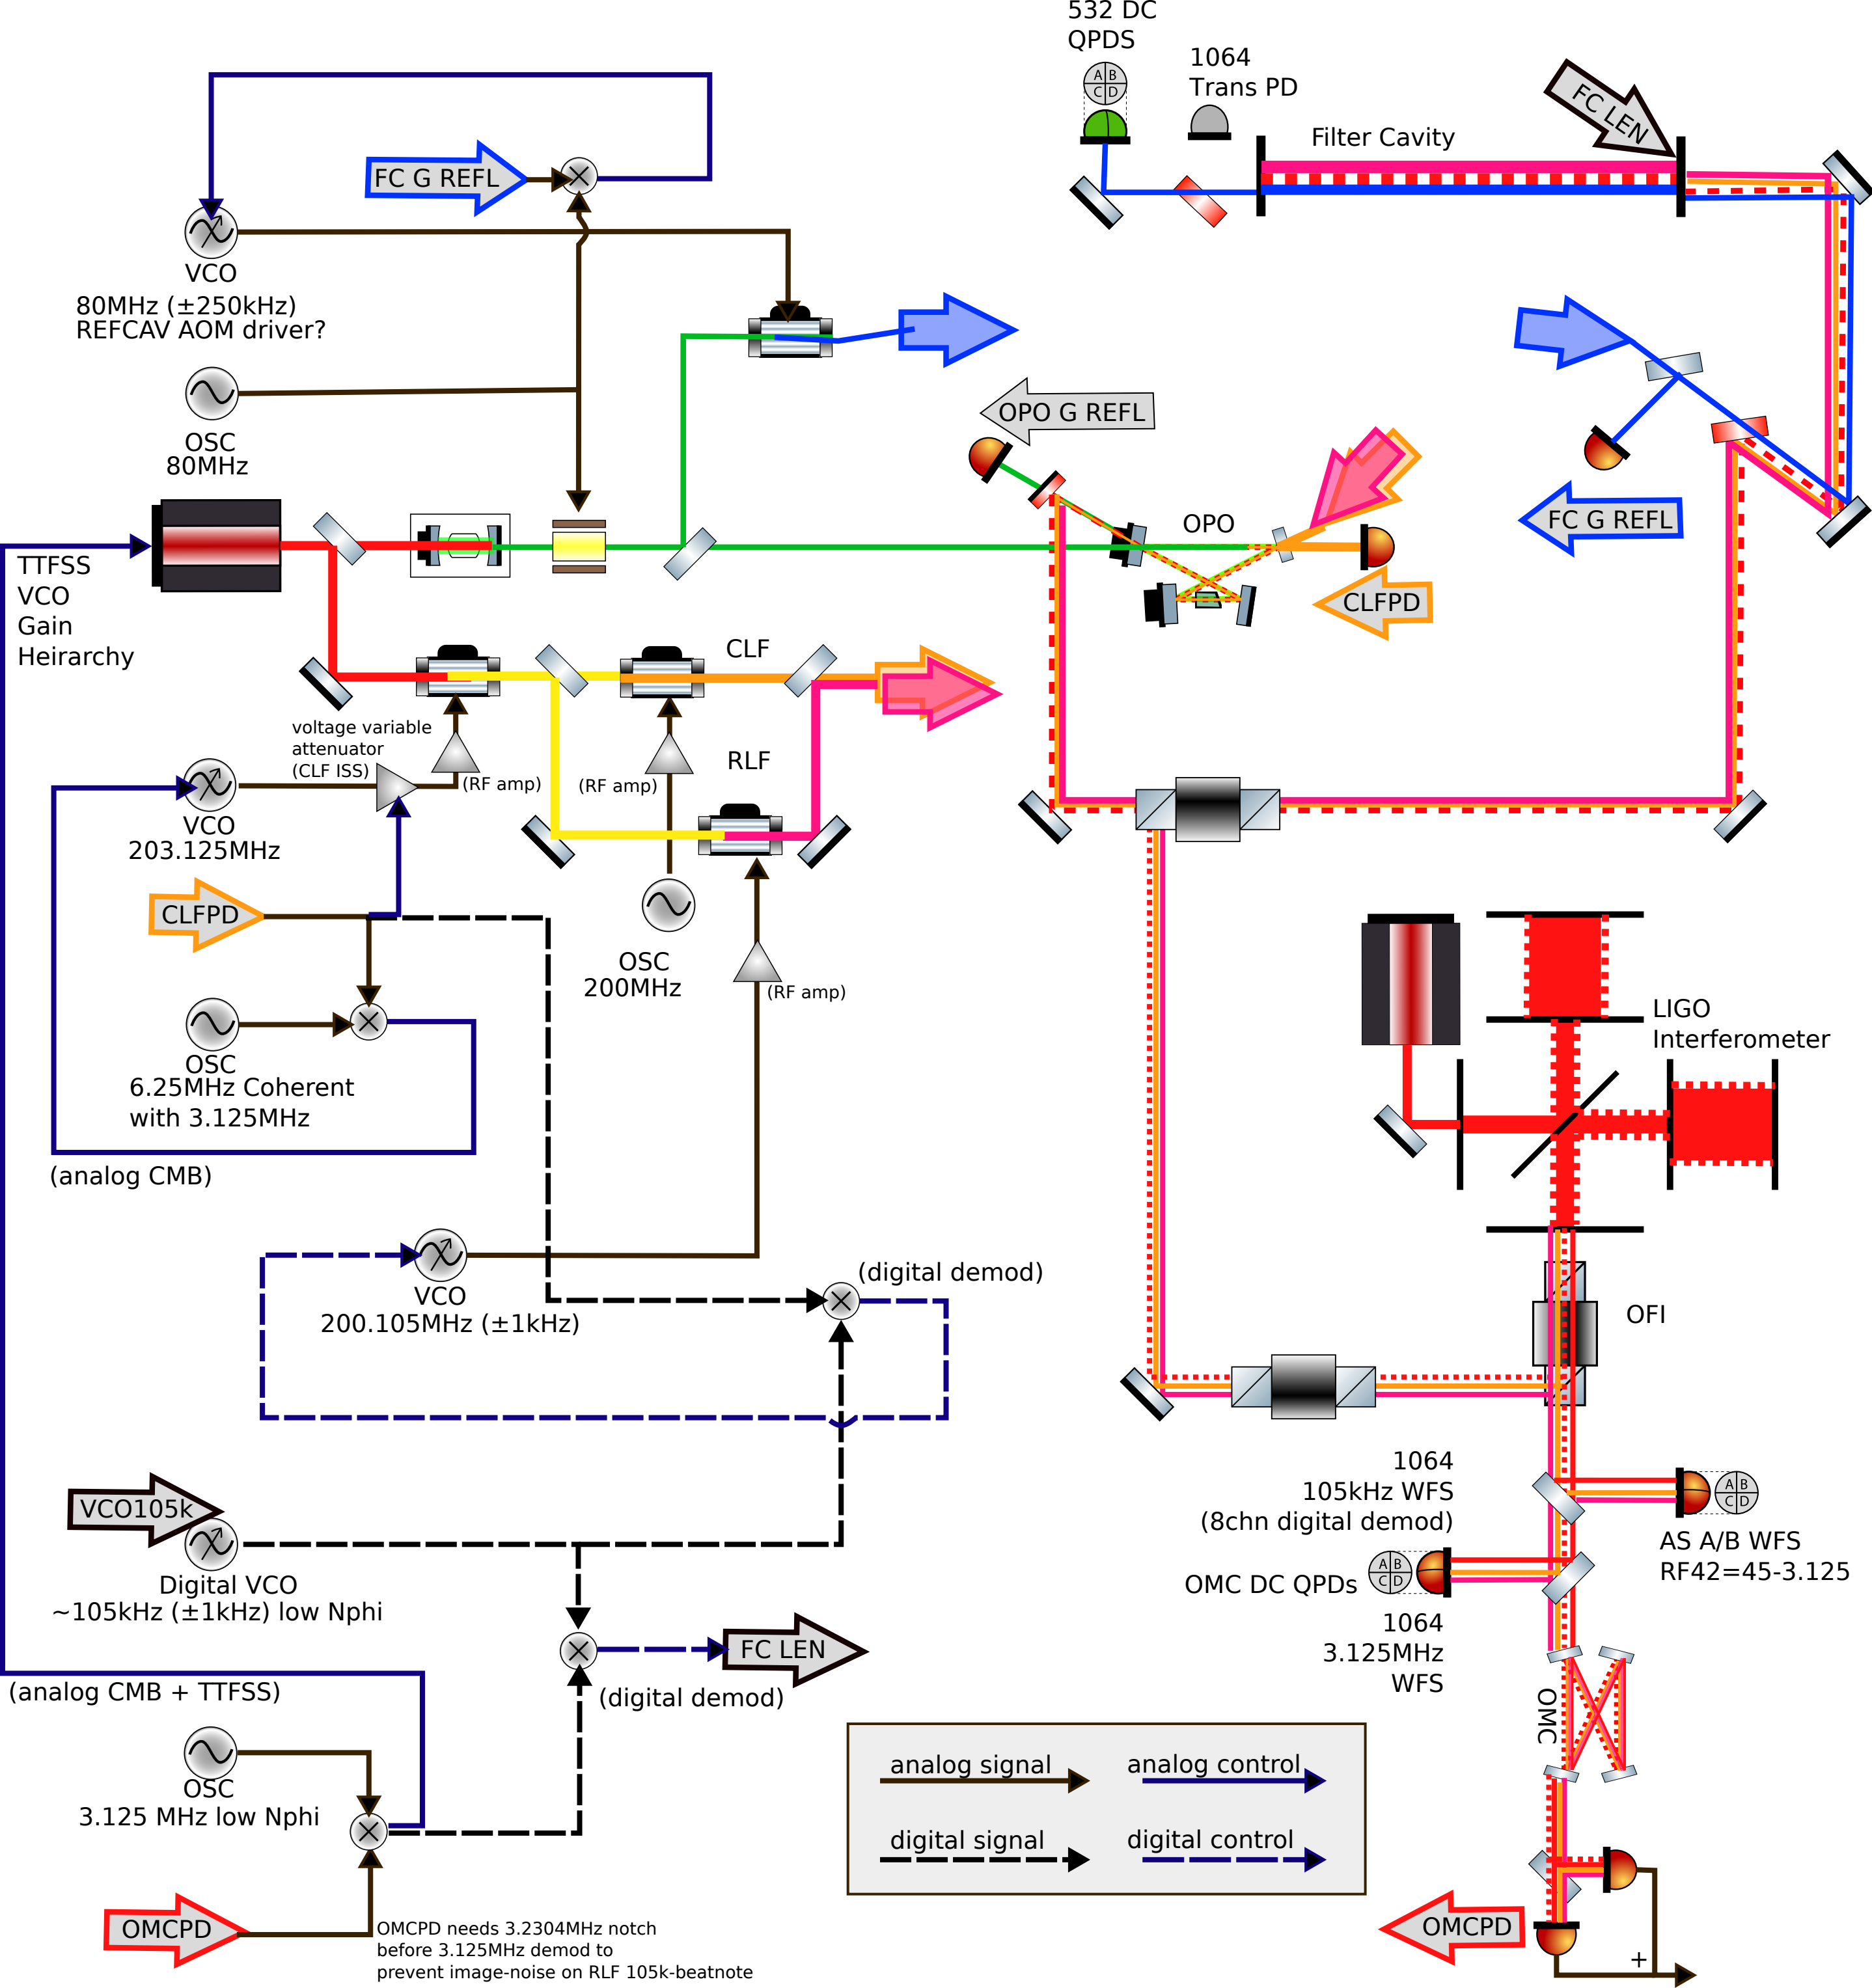 532 DC
QPDS
A B
C D
1064
Trans PD
Filter Cavity
FC LEN
FC G REFL
VCO
80MHz (±250kHz)
REFCAV AOM driver?
OSC
80MHz
OPO G REFL
OPO
FC G REFL
CLFPD
TTFSS
VCO
Gain
Heirarchy
CLF
RLF
voltage variable
attenuator
(CLF ISS)
(RF amp)
(RF amp)
VCO
203.125MHz
CLFPD
OSC
200MHz
(RF amp)
OSC
6.25MHz Coherent
with 3.125MHz
(analog CMB)
LIGO
Interferometer
VCO
200.105MHz (±1kHz)
(digital demod)
OFI
1064
105kHz WFS
(8chn digital demod)
A B
C D
AS A/B WFS
RF42=45-3.125
OMC DC QPDs
A B
C D
1064
3.125MHz
WFS
VCO105k
Digital VCO
~105kHz (±1kHz) low Nphi
FC LEN
(digital demod)
(analog CMB + TTFSS)
OSC
3.125 MHz low Nphi
OMC
analog signal
analog control
digital signal
digital control
OMCPD
OMCPD needs 3.2304MHz notch
before 3.125MHz demod to
prevent image-noise on RLF 105k-beatnote
OMCPD
+